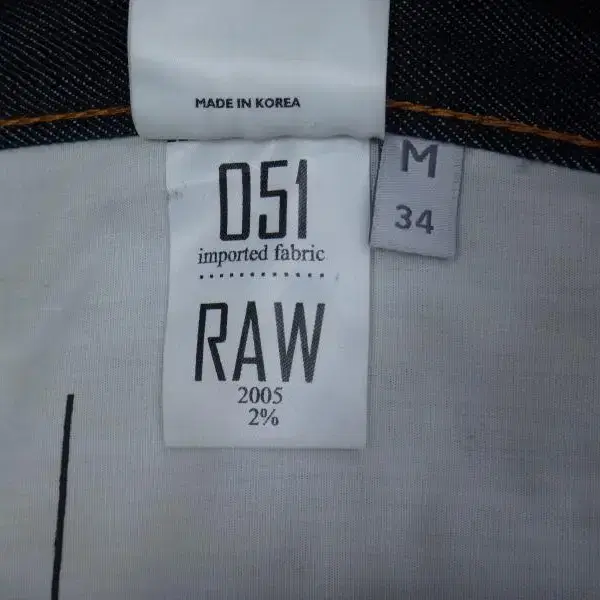 MADE IN KOREA
051
imported fabric
RAW
2005
2%
M
34